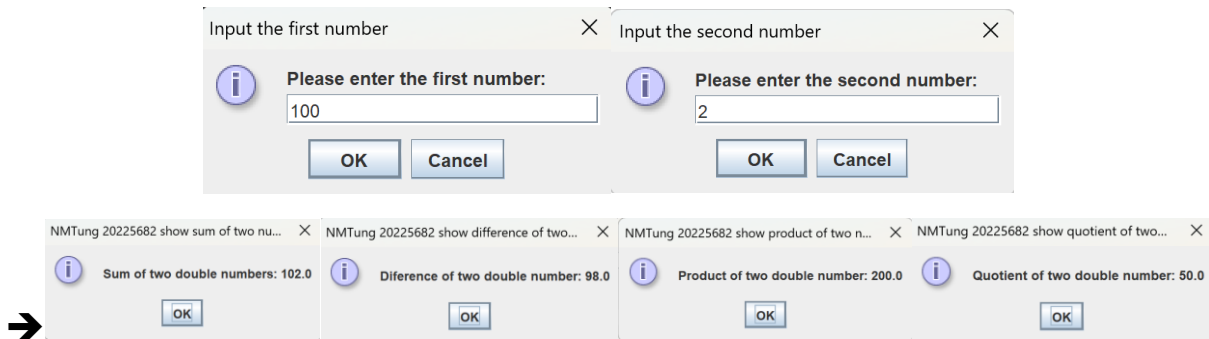 Input the first number
Please enter the first number:
100
OK Cancel
Input the second number
Please enter the second number:
2
OK Cancel
NMTung 20225682 show sum of two nu...
Sum of two double numbers: 102.0
OK
NMTung 20225682 show difference of two...
Diference of two double number: 98.0
OK
NMTung 20225682 show product of two n...
Product of two double number: 200.0
OK
NMTung 20225682 show quotient of two...
Quotient of two double number: 50.0
OK